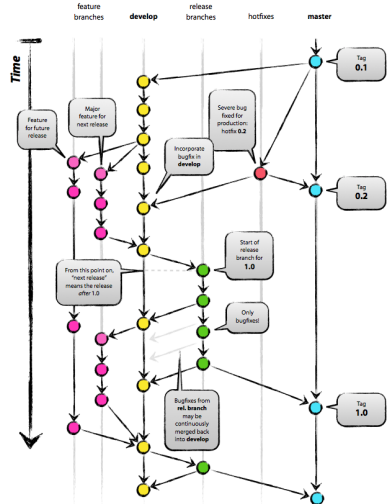 feature
branches
develop
release
branches
hotfixes
master
Time
Tag
0.1
Major
feature for
next release
Feature
for future
release
Severe bug
fixed for
production:
hotfix 0.2
Incorporate
bugfix in
develop
Tag
0.2
Start of
release
branch for
1.0
From this point on,
"next release"
means the release
after 1.0
Only
bugfixes!
Bugfixes from
rel. branch
may be
continuously
merged back
into develop
Tag
1.0